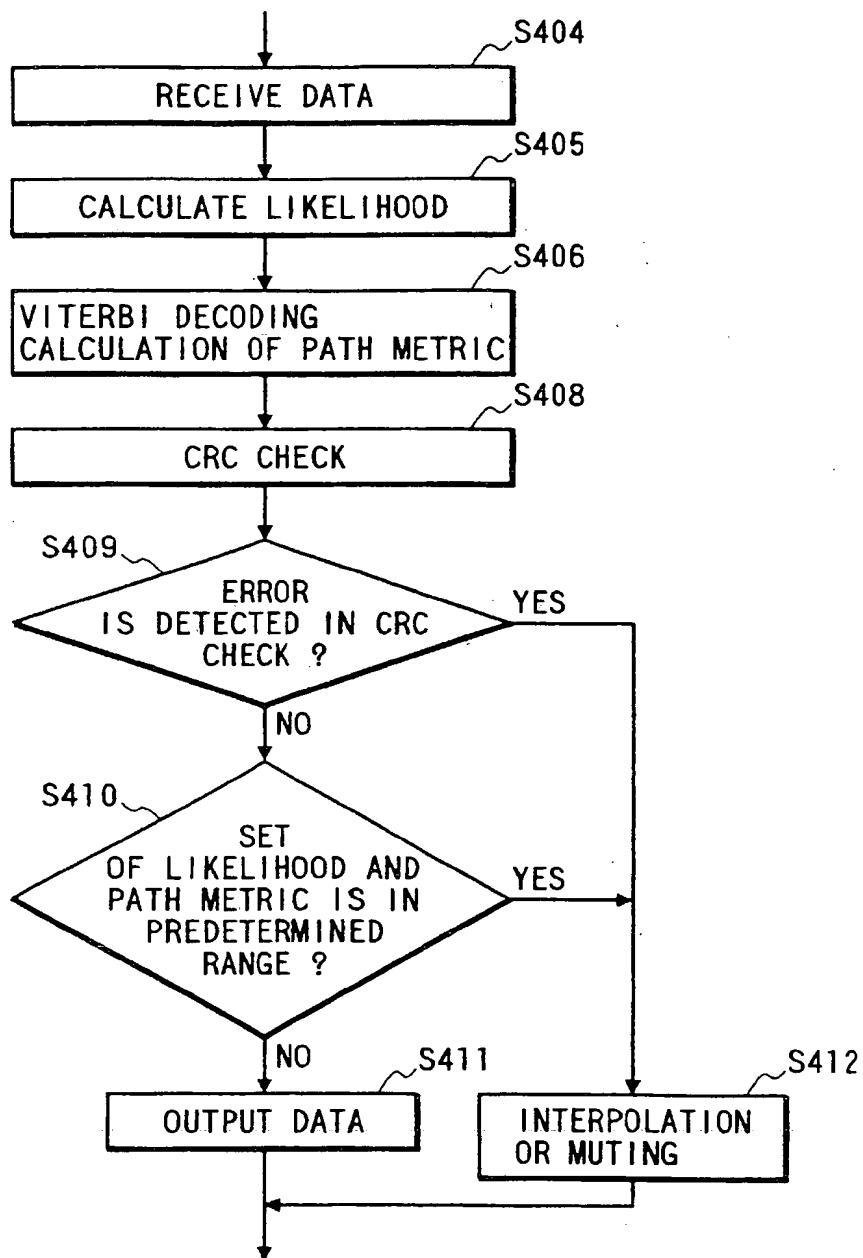 S404
RECEIVE DATA
S405
CALCULATE LIKELIHOOD
S406
VITERBI DECODING
CALCULATION OF PATH METRIC
S408
CRC CHECK
S409
ERROR
IS DETECTED IN CRC
CHECK ?
YES
NO
S410
SET
OF LIKELIHOOD AND
PATH METRIC IS IN
PREDETERMINED
RANGE ?
YES
NO
S411
OUTPUT DATA
S412
INTERPOLATION
OR MUTING